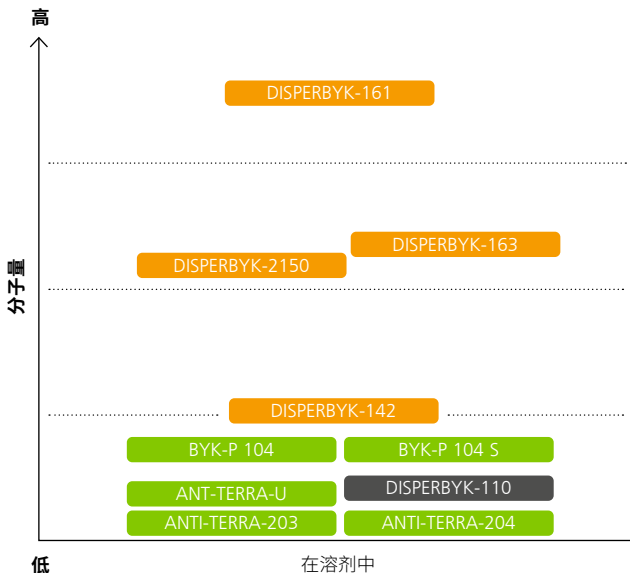 高
DISPERBYK-161
DISPERBYK-163
DISPERBYK-2150
分子量
DISPERBYK-142
BYK-P 104
BYK-P 104 S
DISPERBYK-110
ANT-TERRA-U
ANTI-TERRA-203
ANTI-TERRA-204
低
在溶剂中